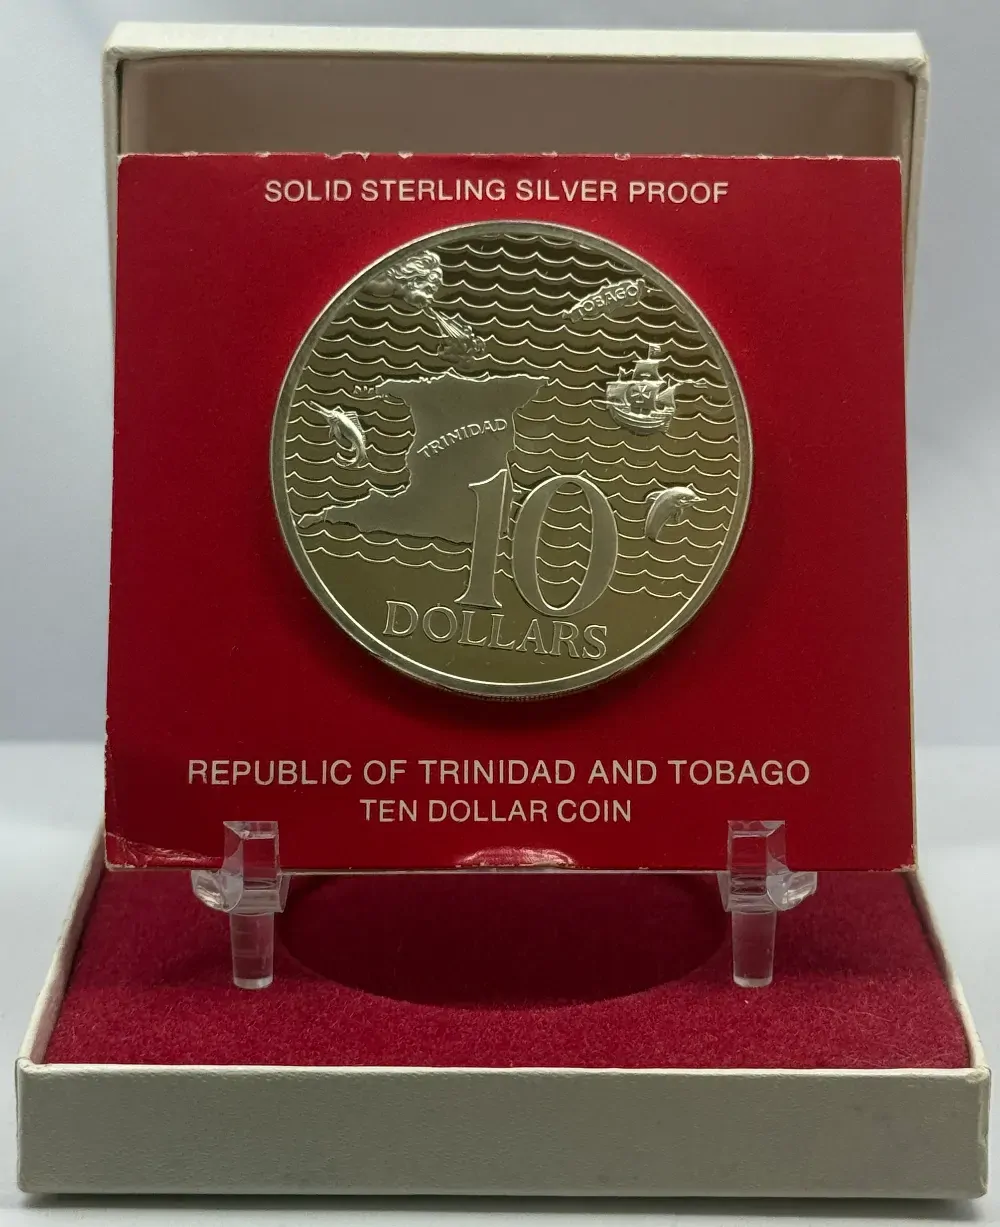 SOLID STERLING SILVER PROOF
TOBAGO
TRINIDAD
10
DOLLARS
REPUBLIC OF TRINIDAD AND TOBAGO
TEN DOLLAR COIN